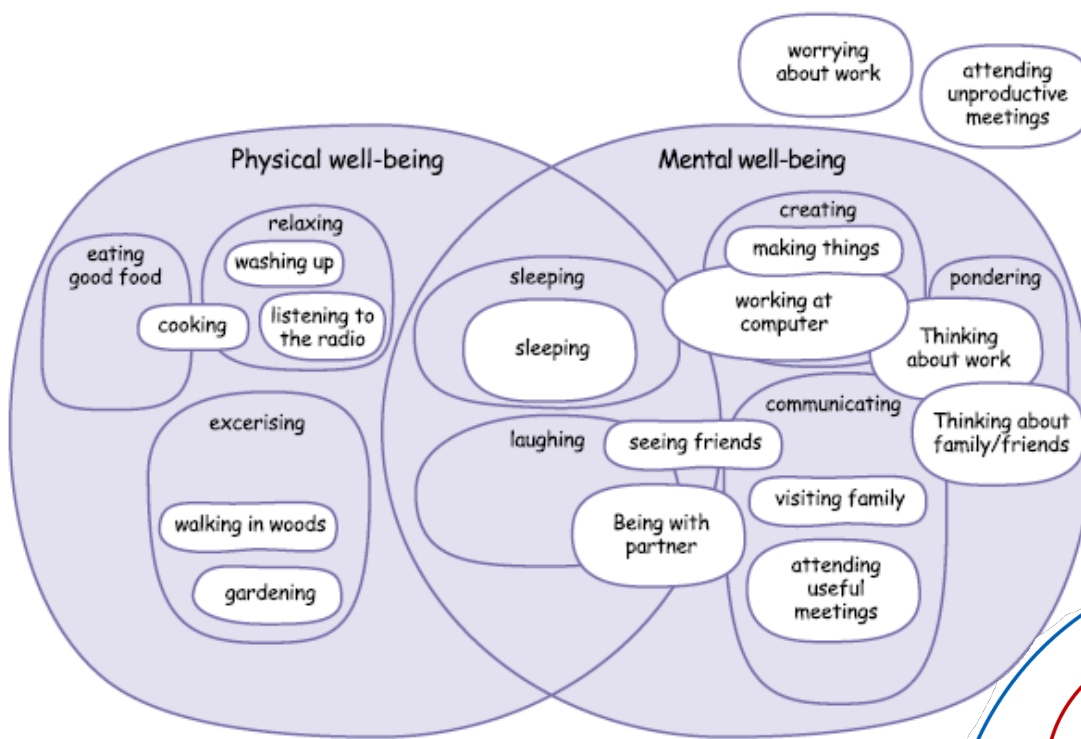 worrying
about work
attending
unproductive
meetings
Physical well-being
Mental well-being
relaxing
washing up
listening to
the radio
eating
good food
cooking
excerising
walking in woods
gardening
sleeping
sleeping
laughing
seeing friends
Being with
partner
creating
making things
working at
computer
pondering
Thinking
about work
Thinking about
family/friends
communicating
visiting family
attending
useful
meetings